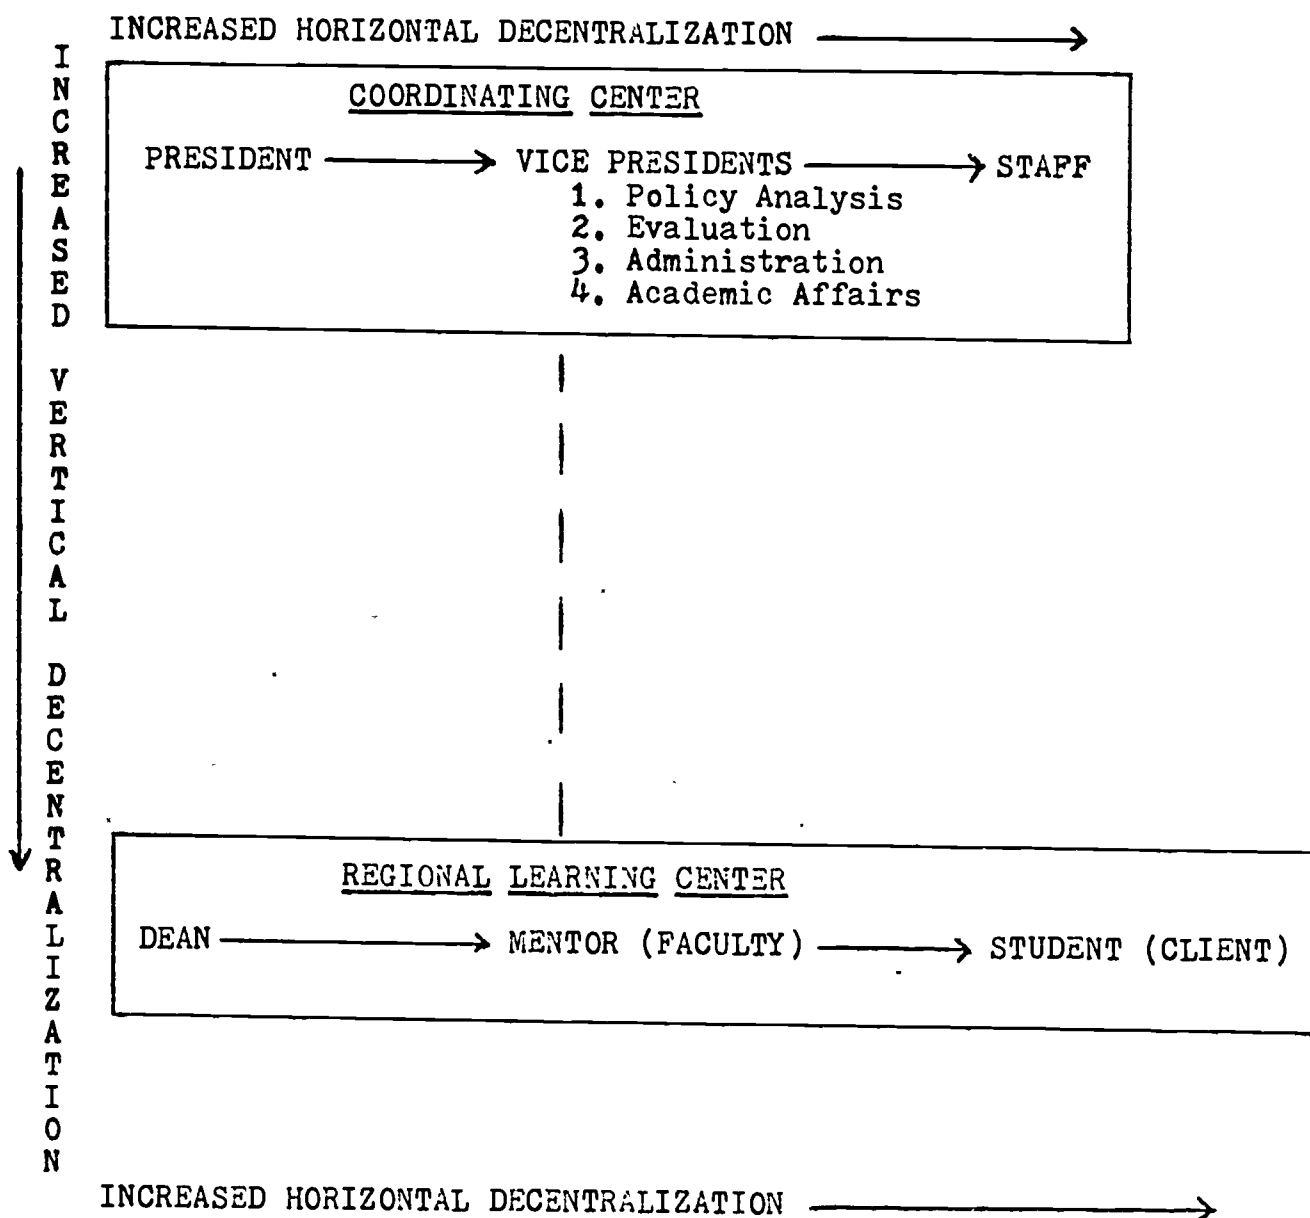 INCREASED HORIZONTAL DECENTRALIZATION
INCREASED VERTICAL DECENTRALIZATION
COORDINATING CENTER
PRESIDENT VICE PRESIDENTS STAFF
1. Policy Analysis
2. Evaluation
3. Administration
4. Academic Affairs
REGIONAL LEARNING CENTER
DEAN MENTOR (FACULTY) STUDENT (CLIENT)
INCREASED HORIZONTAL DECENTRALIZATION